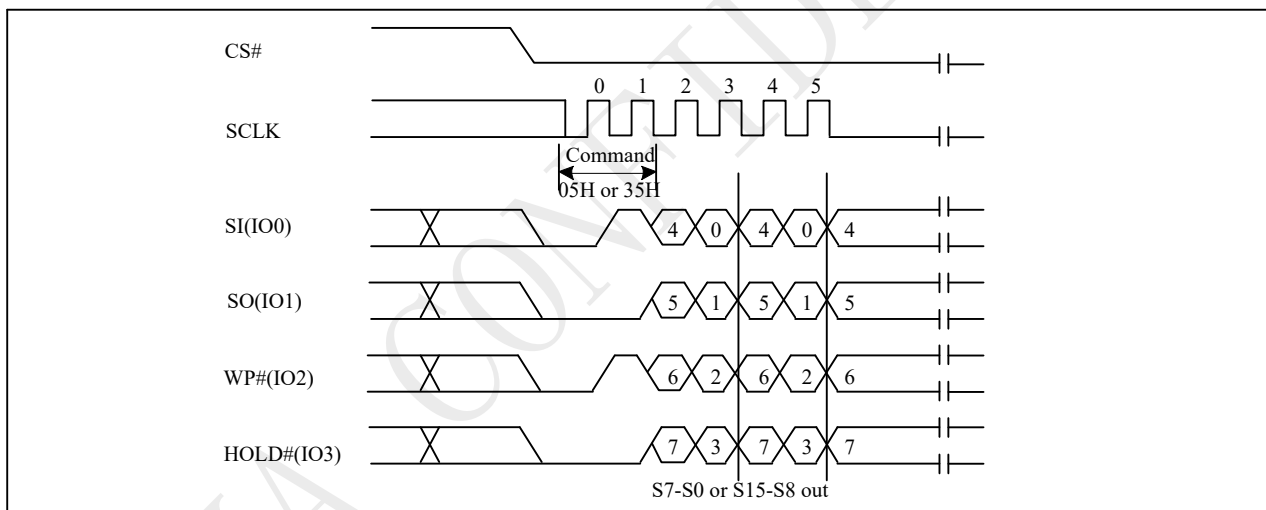 CS#
0 1 2 3 4 5
SCLK
Command
05H or 35H
SI(IO0) 4 0 4 0 4
SO(IO1) 5 1 5 1 5
WP#(IO2) 6 2 6 2 6
HOLD#(IO3) 7 3 7 3 7
S7-S0 or S15-S8 out